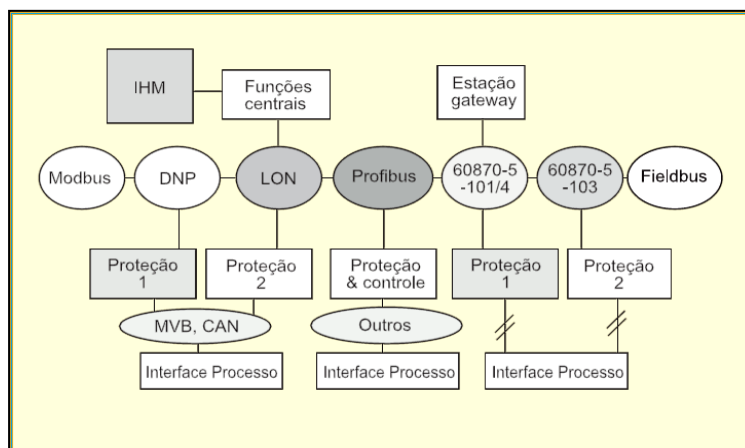 IHM
Funções
centrais
Estação
gateway
Modbus
DNP
LON
Profibus
60870-5
-101/4
60870-5
-103
Fieldbus
Proteção
1
Proteção
2
Proteção
& controle
Proteção
1
Proteção
2
MVB, CAN
Outros
Interface Processo
Interface Processo
Interface Processo